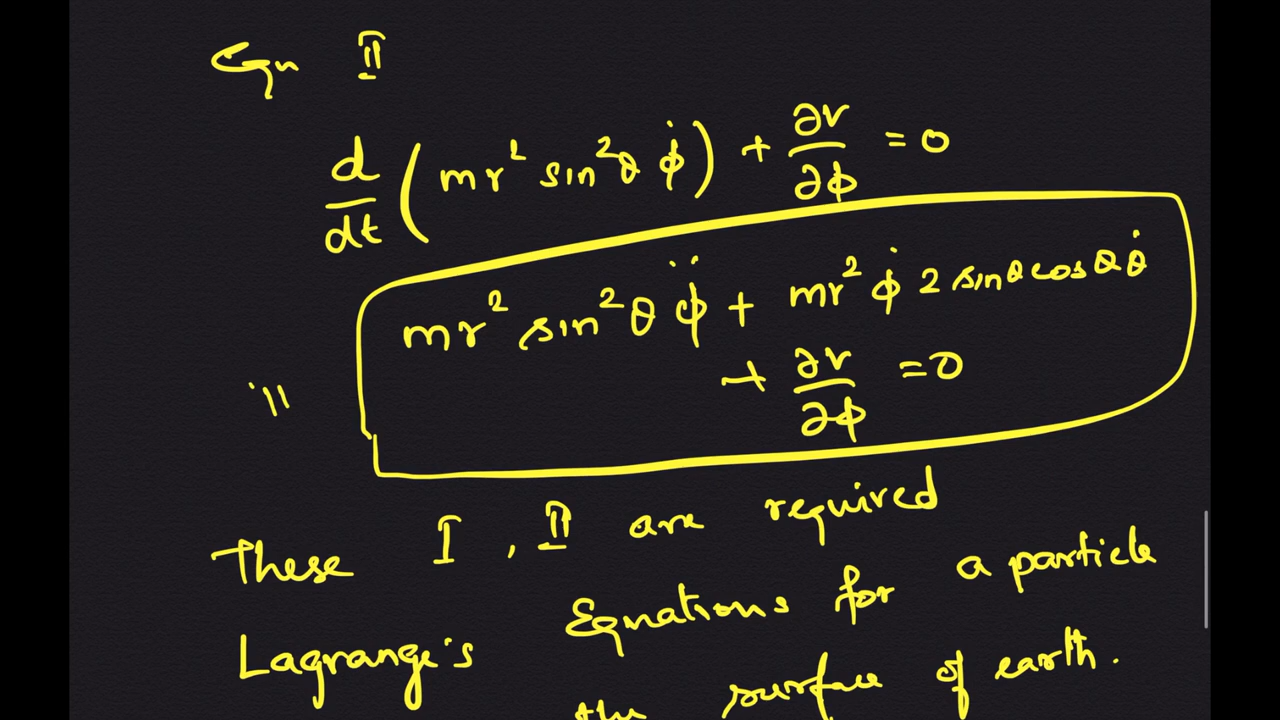 Eqn II
d/dt (mr² sin²θ φ̇) + ∂v/∂φ = 0
mr² sin²θ φ̈ + mr² φ̇ 2 sinθ cosθ θ̇
+ ∂v/∂φ = 0
These I, II are required
Lagrange's Equations for a particle
the surface of earth.